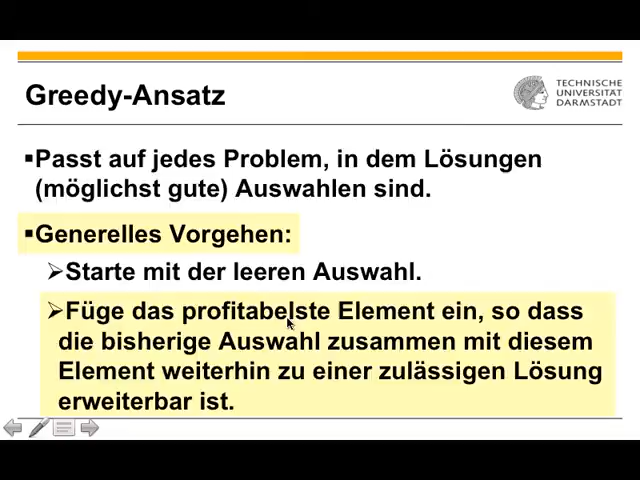 Greedy-Ansatz
TECHNISCHE
UNIVERSITÄT
DARMSTADT
▪Passt auf jedes Problem, in dem Lösungen
(möglichst gute) Auswahlen sind.
▪Generelles Vorgehen:
➢Starte mit der leeren Auswahl.
➢Füge das profitabelste Element ein, so dass
die bisherige Auswahl zusammen mit diesem
Element weiterhin zu einer zulässigen Lösung
erweiterbar ist.